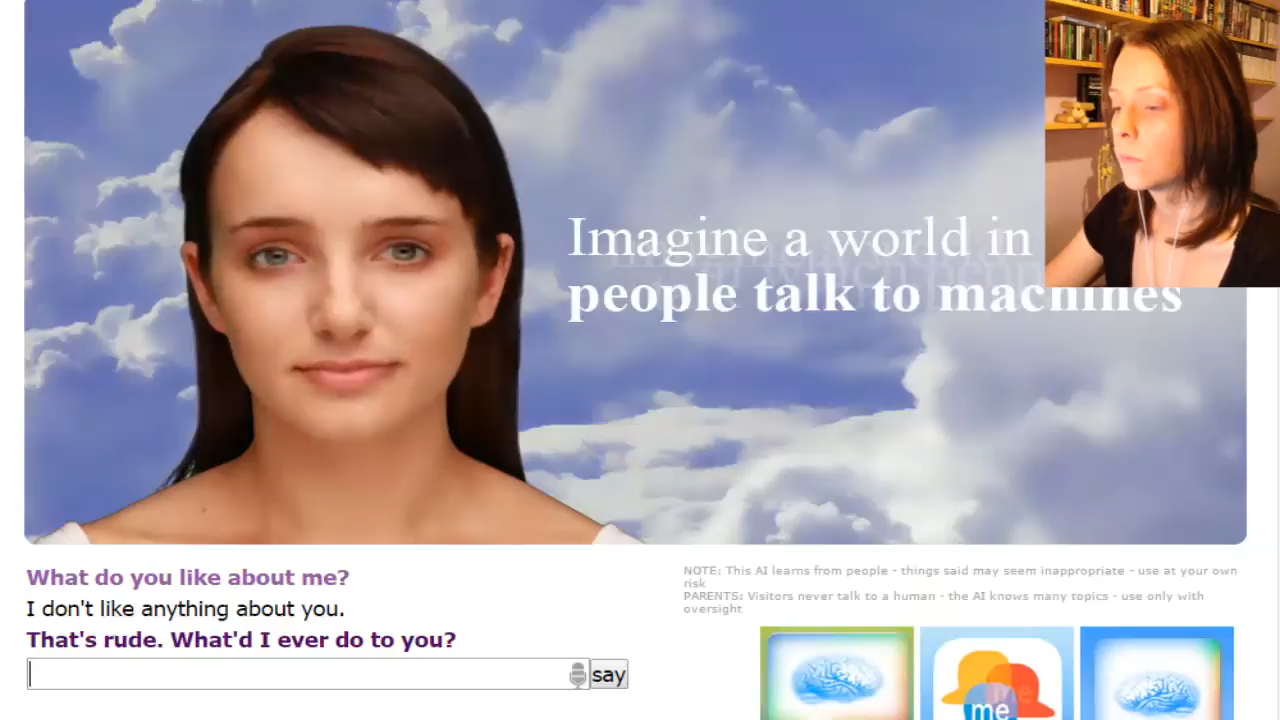 Imagine a world in
people talk to machines
What do you like about me?
I don't like anything about you.
That's rude. What'd I ever do to you?
say
NOTE: This AI learns from people - things said may seem inappropriate - use at your own
risk
PARENTS: Visitors never talk to a human - the AI knows many topics - use only with
oversight
me